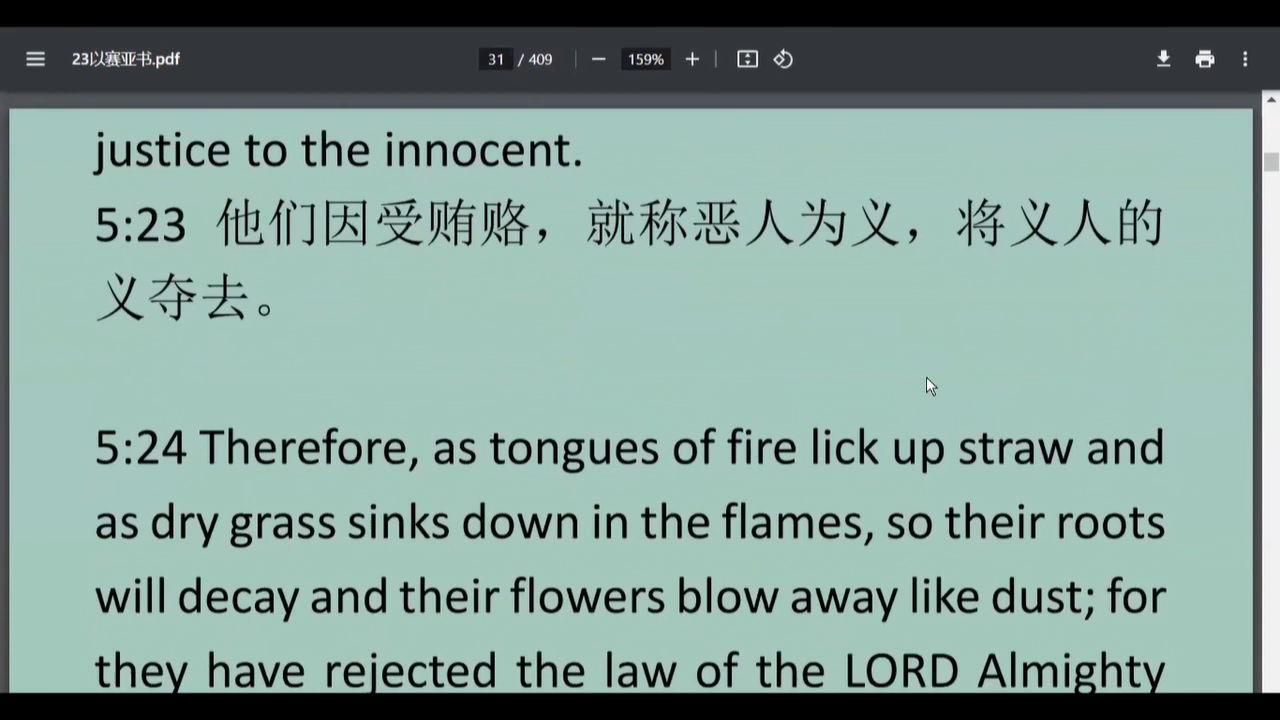 23以赛亚书.pdf
31 / 409
159%
justice to the innocent.
5:23 他们因受贿赂，就称恶人为义，将义人的
义夺去。
5:24 Therefore, as tongues of fire lick up straw and
as dry grass sinks down in the flames, so their roots
will decay and their flowers blow away like dust; for
they have rejected the law of the LORD Almighty